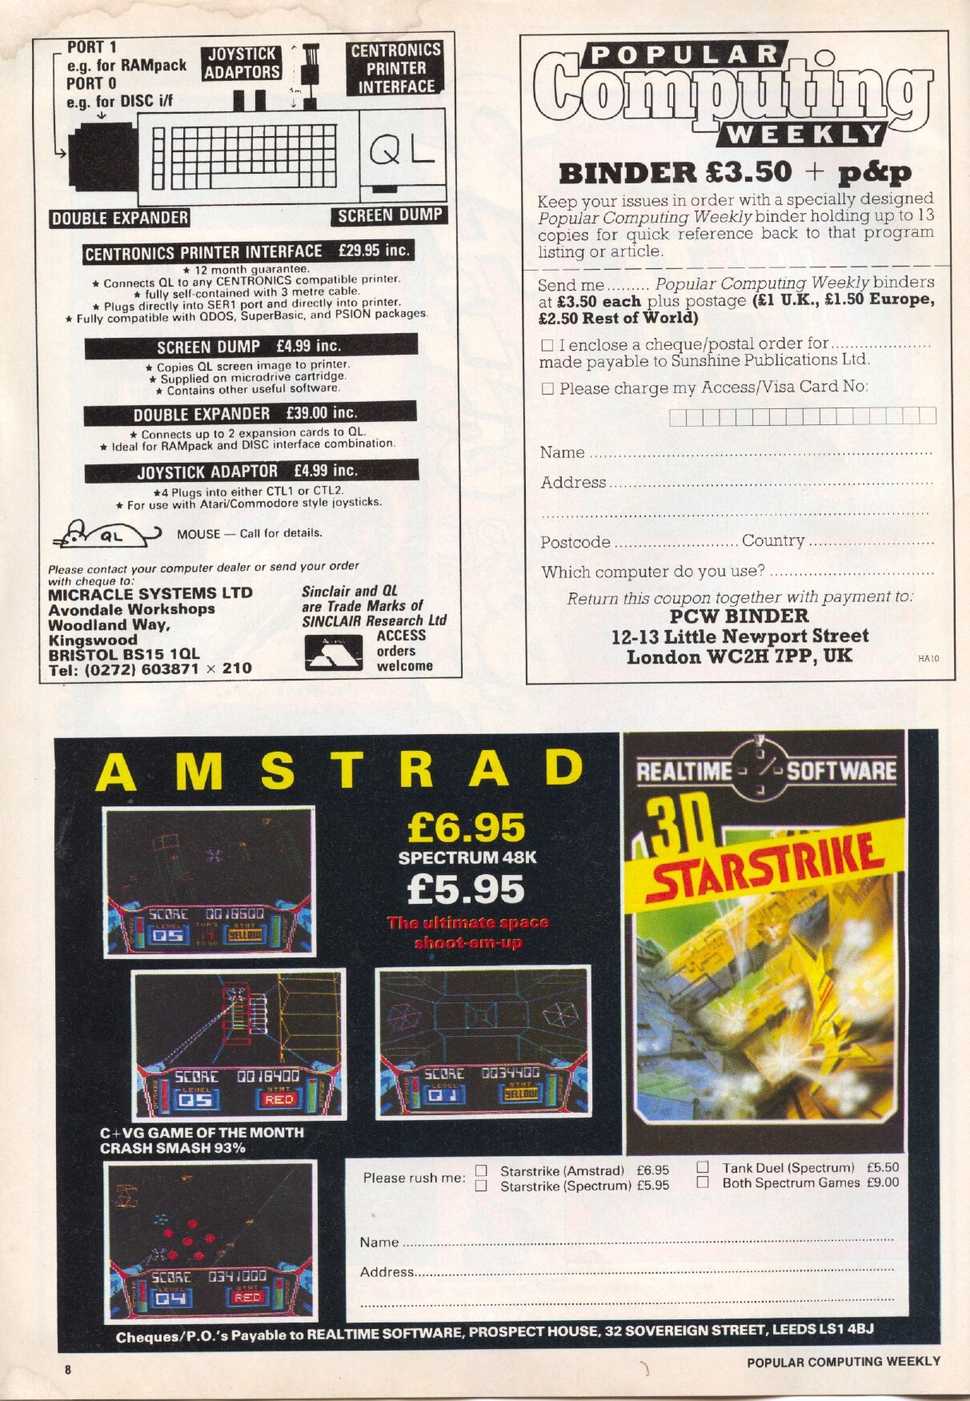 PORT 1
e.g. for RAMpack
PORT 0
e.g. for DISC i/f
JOYSTICK
ADAPTORS
CENTRONICS
PRINTER
INTERFACE
QL
DOUBLE EXPANDER
SCREEN DUMP
CENTRONICS PRINTER INTERFACE £29.95 inc.
★ 12 month guarantee.
★ Connects QL to any CENTRONICS compatible printer.
★ fully self-contained with 3 metre cable.
★ Plugs directly into SER1 port and directly into printer.
★ Fully compatible with QDOS, SuperBasic, and PSION packages.
SCREEN DUMP £4.99 inc.
★ Copies QL screen image to printer.
★ Supplied on microdrive cartridge.
★ Contains other useful software.
DOUBLE EXPANDER £39.00 inc.
★ Connects up to 2 expansion cards to QL.
★ Ideal for RAMpack and DISC interface combination.
JOYSTICK ADAPTOR £4.99 inc.
★4 Plugs into either CTL1 or CTL2.
★ For use with Atari/Commodore style joysticks.
QL
MOUSE — Call for details.
Please contact your computer dealer or send your order
with cheque to:
MICRACLE SYSTEMS LTD
Avondale Workshops
Woodland Way,
Kingswood
BRISTOL BS15 1QL
Tel: (0272) 603871 × 210
Sinclair and QL
are Trade Marks of
SINCLAIR Research Ltd
ACCESS
orders
welcome
POPULAR
Computing
WEEKLY
BINDER £3.50 + p&p
Keep your issues in order with a specially designed
Popular Computing Weekly binder holding up to 13
copies for quick reference back to that program
listing or article.
Send me......... Popular Computing Weekly binders
at £3.50 each plus postage (£1 U.K., £1.50 Europe,
£2.50 Rest of World)
☐ I enclose a cheque/postal order for....................
made payable to Sunshine Publications Ltd.
☐ Please charge my Access/Visa Card No:
Name ....................
Address....................
Postcode .................... Country ....................
Which computer do you use? ....................
Return this coupon together with payment to:
PCW BINDER
12-13 Little Newport Street
London WC2H 7PP, UK
HA10
AMSTRAD
£6.95
SPECTRUM 48K
£5.95
The ultimate space
shoot-em-up
SCORE 0018600
LEVEL
05
STAT
YELLOW
SCORE 0018400
LEVEL
05
STAT
RED
SCORE 0034400
LEVEL
01
STAT
YELLOW
C+VG GAME OF THE MONTH
CRASH SMASH 93%
SCORE 0341000
LEVEL
04
STAT
RED
REALTIME SOFTWARE
3D
STARSTRIKE
Please rush me:
☐ Starstrike (Amstrad) £6.95
☐ Starstrike (Spectrum) £5.95
☐ Tank Duel (Spectrum) £5.50
☐ Both Spectrum Games £9.00
Name ....................
Address....................
Cheques/P.O.'s Payable to REALTIME SOFTWARE, PROSPECT HOUSE, 32 SOVEREIGN STREET, LEEDS LS1 4BJ
8
POPULAR COMPUTING WEEKLY